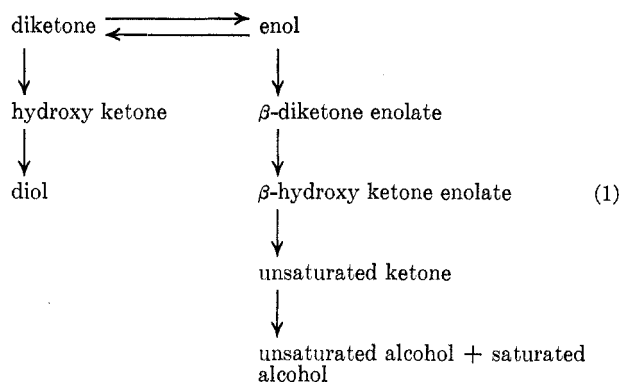 diketone enol
hydroxy ketone β-diketone enolate
diol β-hydroxy ketone enolate (1)
unsaturated ketone
unsaturated alcohol + saturated
alcohol